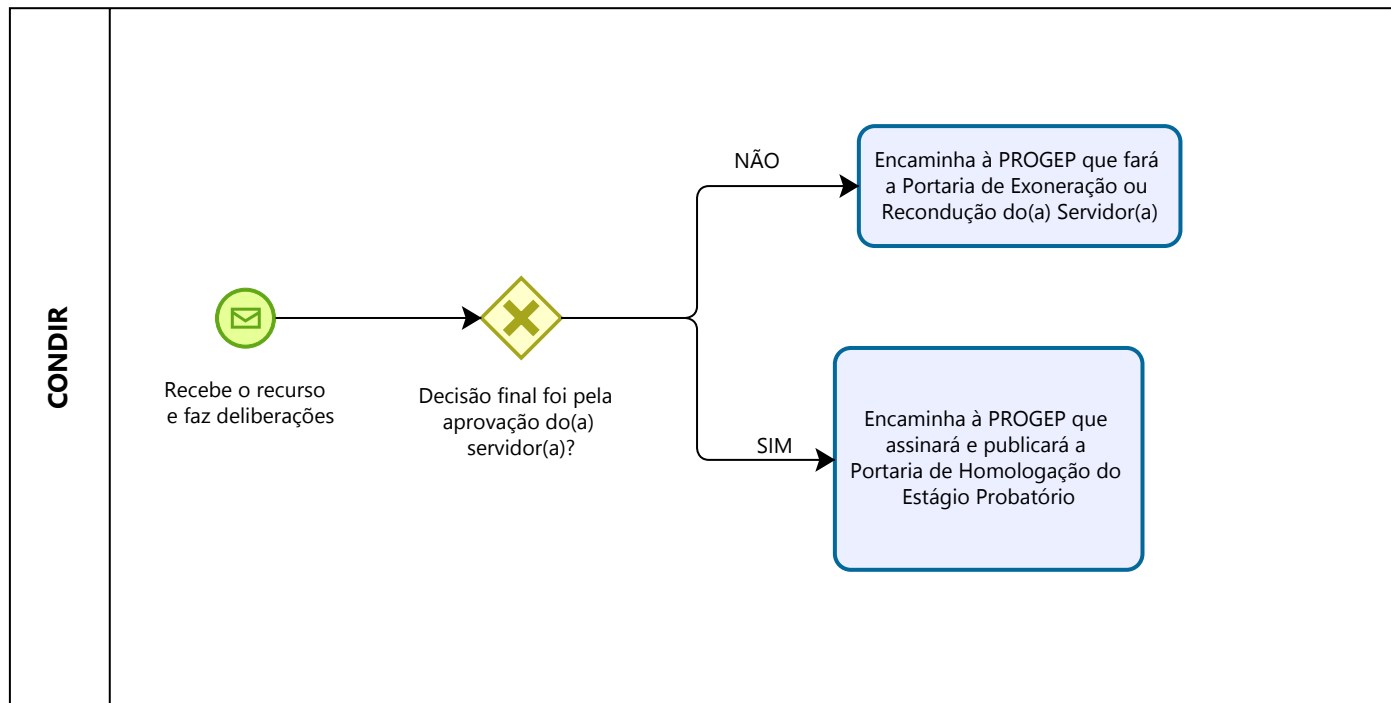 CONDIR
Recebe o recurso
e faz deliberações
Decisão final foi pela
aprovação do(a)
servidor(a)?
NÃO
Encaminha à PROGEP que fará
a Portaria de Exoneração ou
Recondução do(a) Servidor(a)
SIM
Encaminha à PROGEP que
assinará e publicará a
Portaria de Homologação do
Estágio Probatório